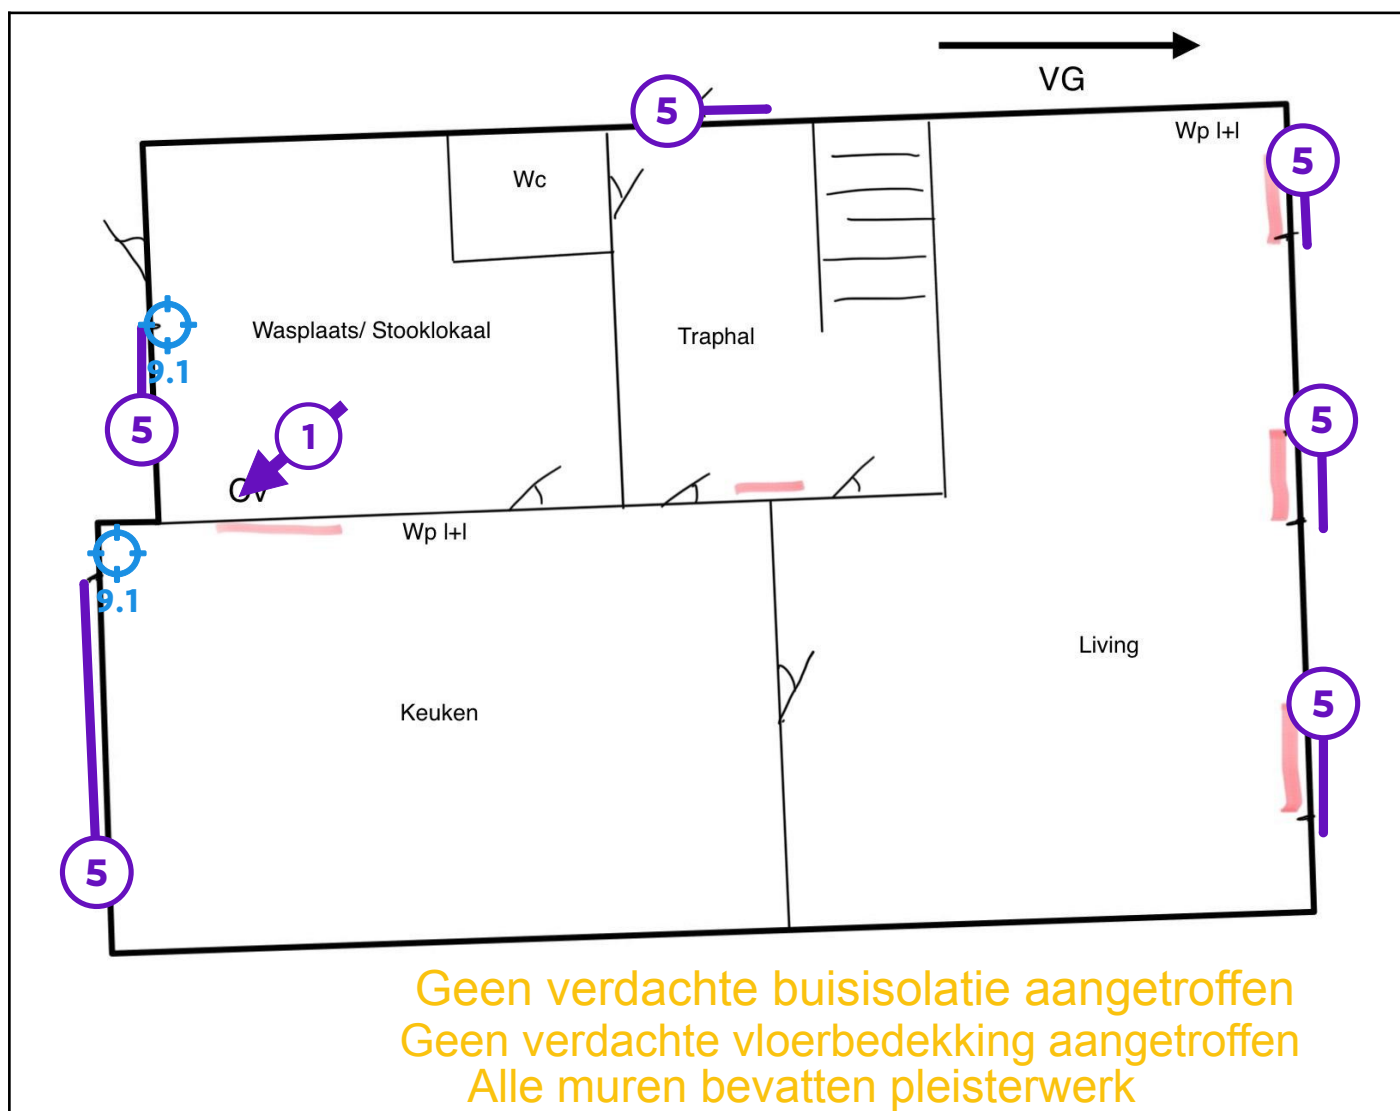 VG
5
Wp l+l
5
Wc
Wasplaats/ Stooklokaal
Traphal
9.1
5
1
5
CV
Wp l+l
9.1
Living
5
Keuken
5
Geen verdachte buisisolatie aangetroffen
Geen verdachte vloerbedekking aangetroffen
Alle muren bevatten pleisterwerk